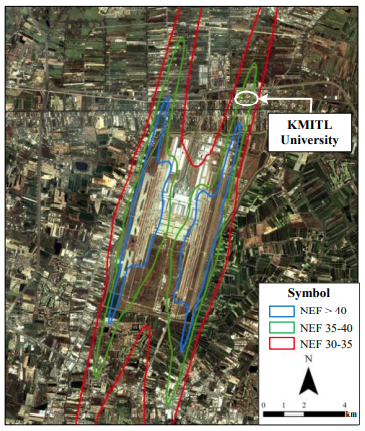 KMITL
University
Symbol
NEF > 40
NEF 35-40
NEF 30-35
N
0 1 2 4
km